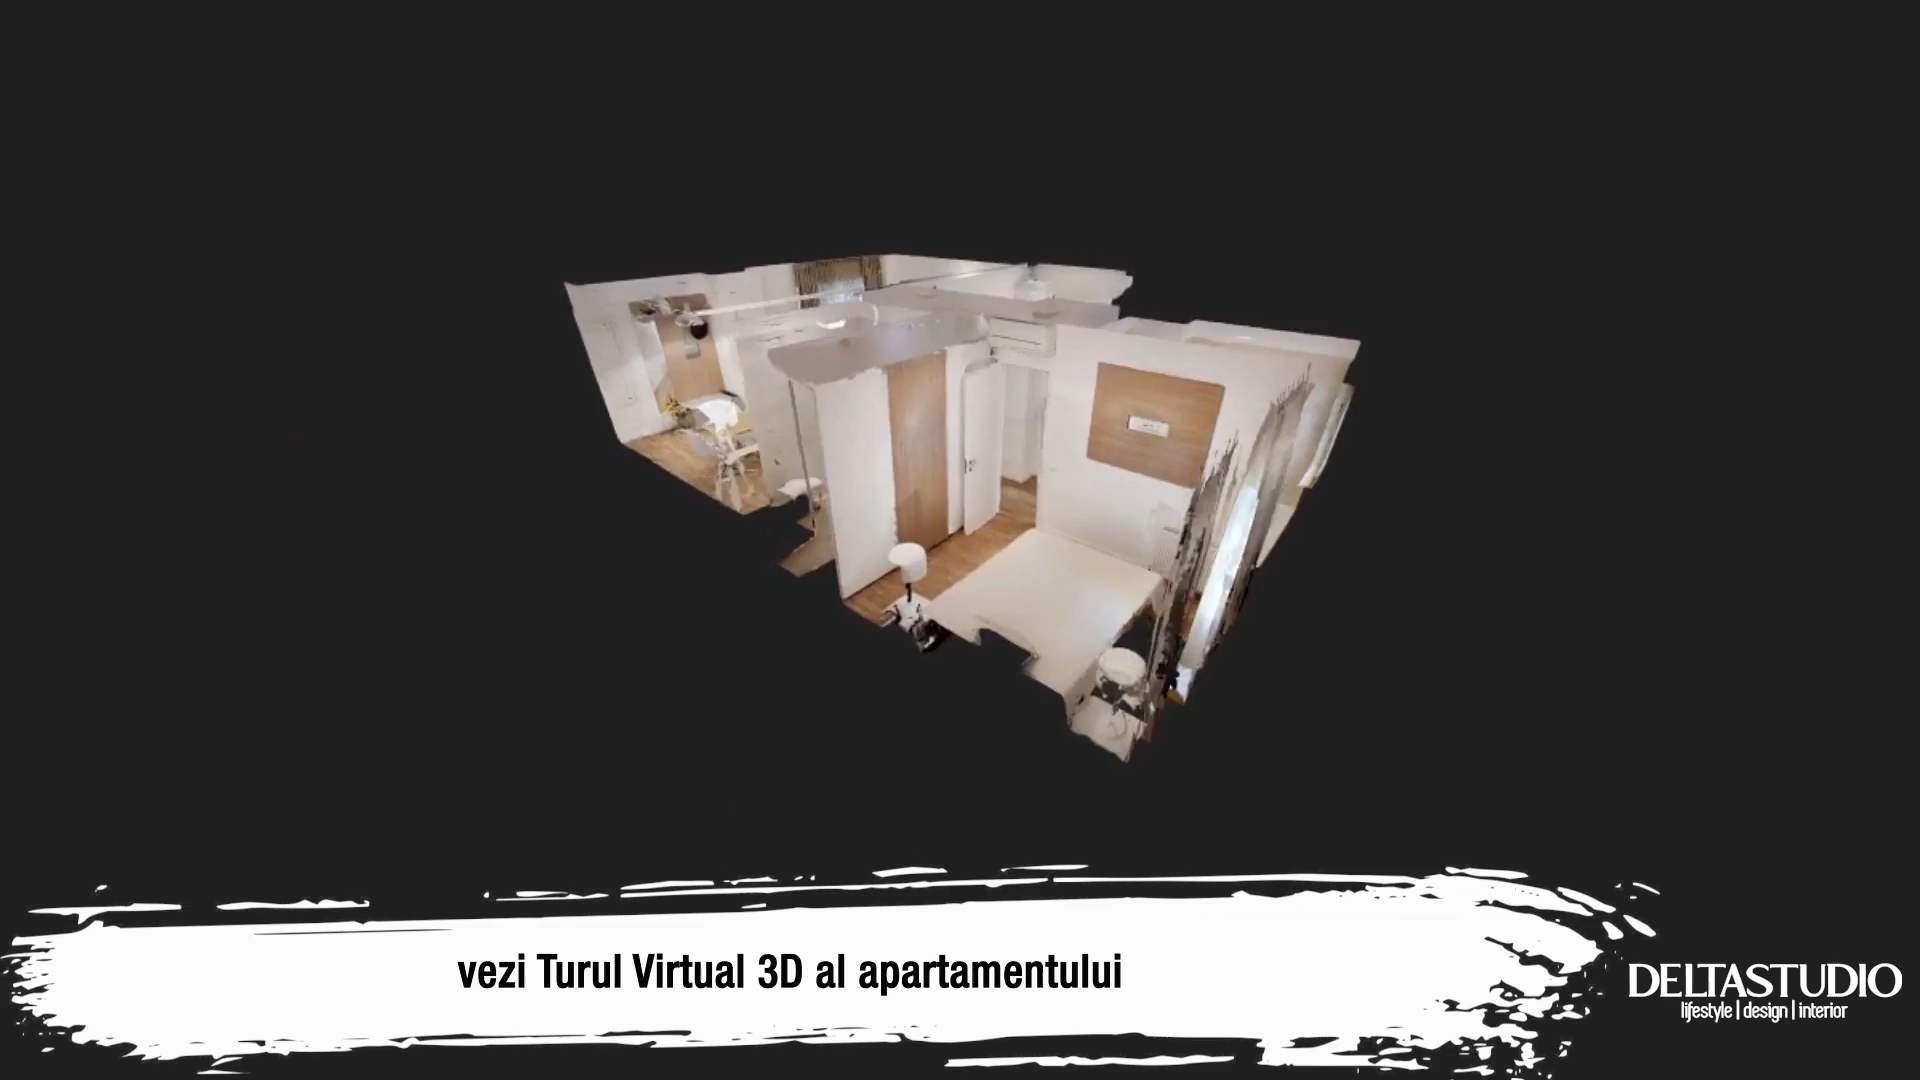 vezi Turul Virtual 3D al apartamentului
DELTASTUDIO
lifestyle | design | interior